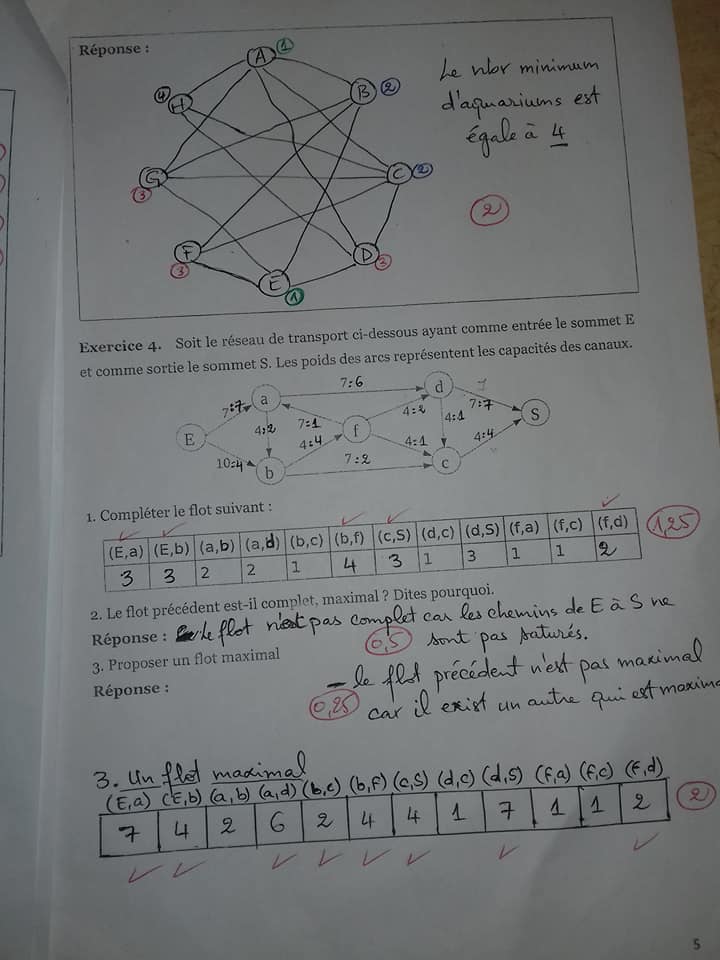 Réponse :
A 1
B 2
H 4
C 2
G 3
D 3
F 3
E 1
Le nbr minimum
d'aquariums est
égale à 4
2
Exercice 4. Soit le réseau de transport ci-dessous ayant comme entrée le sommet E
et comme sortie le sommet S. Les poids des arcs représentent les capacités des canaux.
7:6
a d 7
7:7 7:7
4:2 7:1 4:2 4:1
E f S
4:4 4:1 4:4
10:4 7:2
b c
1. Compléter le flot suivant :
(E,a) (E,b) (a,b) (a,d) (b,c) (b,f) (c,S) (d,c) (d,S) (f,a) (f,c) (f,d)
3 3 2 2 1 4 3 1 3 1 1 2
1,25
2. Le flot précédent est-il complet, maximal ? Dites pourquoi.
Réponse : Le flot n'est pas complet car les chemins de E à S ne
sont pas saturés.
0,5
3. Proposer un flot maximal
Réponse :
- le flot précédent n'est pas maximal
car il exist un autre qui est maxima
0,25
3. Un flot maximal
(E,a) (E,b) (a,b) (a,d) (b,c) (b,f) (c,S) (d,c) (d,S) (f,a) (f,c) (f,d)
7 4 2 6 2 4 4 1 7 1 1 2
2
5